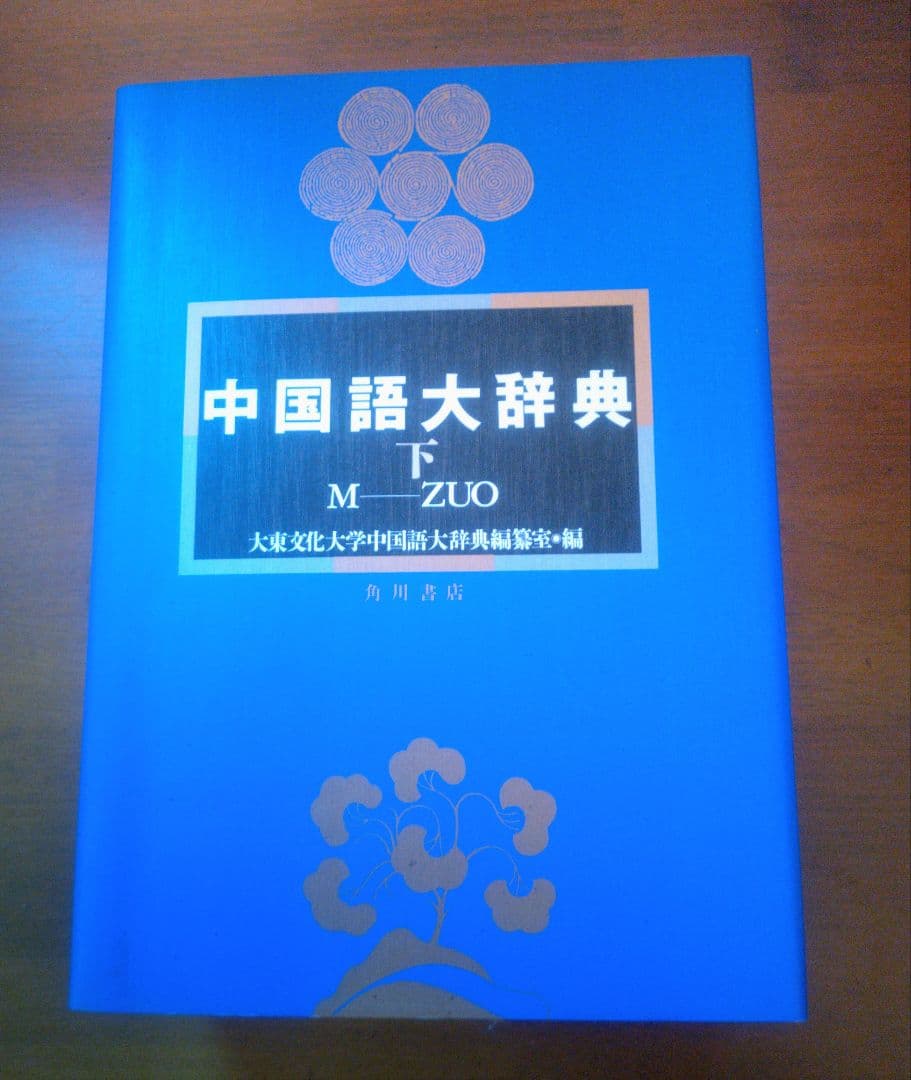 中国語大辞典
下
M——ZUO
大東文化大学中国語大辞典編纂室●編
角川書店